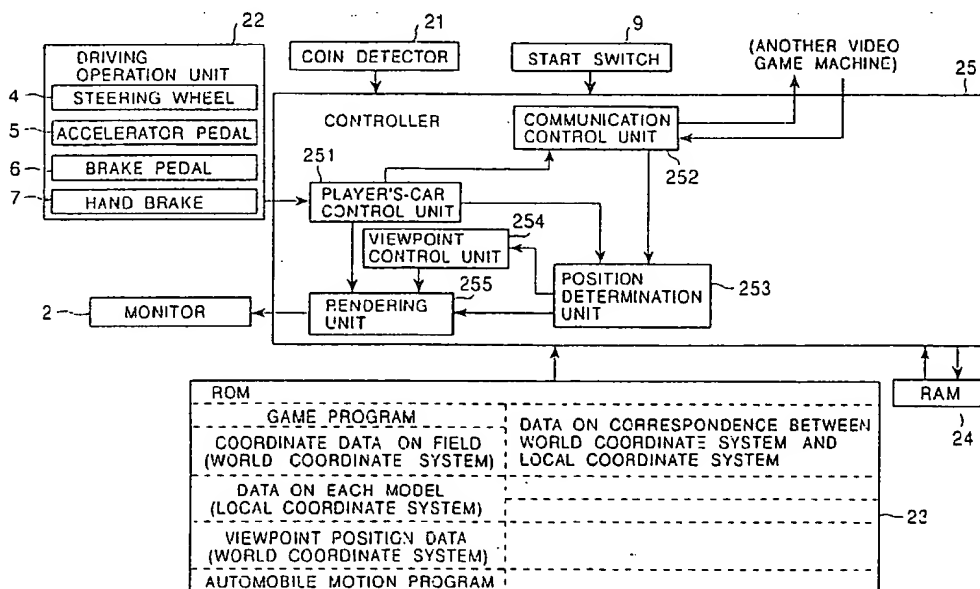 22
DRIVING
OPERATION UNIT
4
STEERING WHEEL
5
ACCELERATOR PEDAL
6
BRAKE PEDAL
7
HAND BRAKE
21
COIN DETECTOR
9
START SWITCH
(ANOTHER VIDEO
GAME MACHINE)
25
CONTROLLER
COMMUNICATION
CONTROL UNIT
252
251
PLAYER'S-CAR
CONTROL UNIT
254
VIEWPOINT
CONTROL UNIT
255
RENDERING
UNIT
POSITION
DETERMINATION
UNIT
253
2
MONITOR
RAM
24
ROM
GAME PROGRAM
COORDINATE DATA ON FIELD
(WORLD COORDINATE SYSTEM)
DATA ON EACH MODEL
(LOCAL COORDINATE SYSTEM)
VIEWPOINT POSITION DATA
(WORLD COORDINATE SYSTEM)
AUTOMOBILE MOTION PROGRAM
DATA ON CORRESPONDENCE BETWEEN
WORLD COORDINATE SYSTEM AND
LOCAL COORDINATE SYSTEM
23